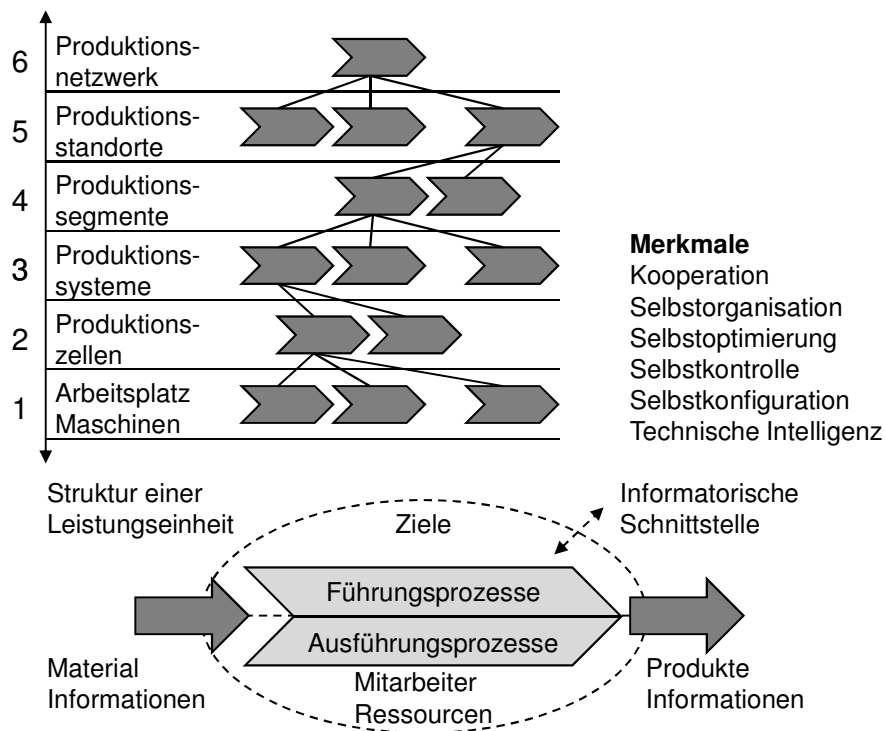 6
Produktions-
netzwerk
5
Produktions-
standorte
4
Produktions-
segmente
3
Produktions-
systeme
2
Produktions-
zellen
1
Arbeitsplatz
Maschinen
Merkmale
Kooperation
Selbstorganisation
Selbstoptimierung
Selbstkontrolle
Selbstkonfiguration
Technische Intelligenz
Struktur einer
Leistungseinheit
Ziele
Informatorische
Schnittstelle
Führungsprozesse
Ausführungsprozesse
Material
Informationen
Mitarbeiter
Ressourcen
Produkte
Informationen